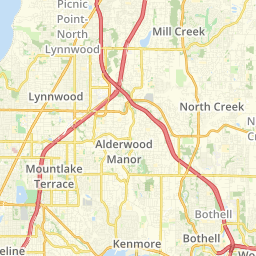 Picnic
Point-North
Lynnwood
Mill Creek
Lynnwood
North Creek
Alderwood
Manor
Mountlake
Terrace
Bothell
Bothell
Kenmore